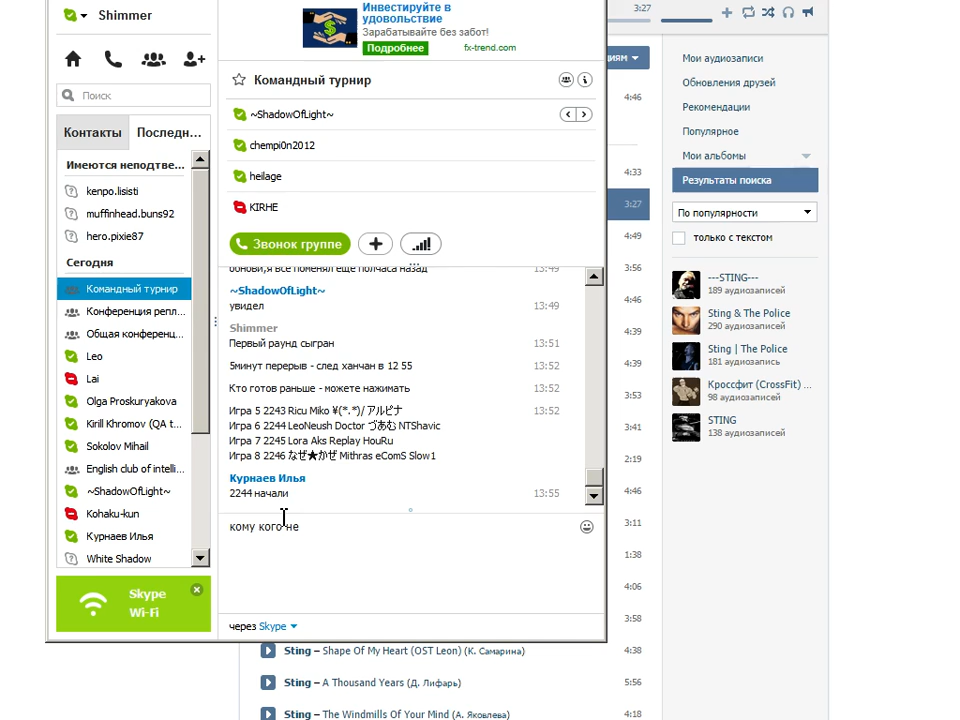 Shimmer
Поиск
Контакты
Последн...
Имеются неподтве...
kenpo.lisisti
muffinhead.buns92
hero.pixie87
Сегодня
Командный турнир
Конференция репл...
Общая конференц...
Leo
Lai
Olga Proskuryakova
Kirill Khromov (QA t...
Sokolov Mihail
English club of intelli...
~ShadowOfLight~
Kohaku-kun
Курнаев Илья
White Shadow
Skype
Wi-Fi
Инвестируйте в
удовольствие
Зарабатывайте без забот!
Подробнее
fx-trend.com
Командный турнир
~ShadowOfLight~
chempi0n2012
heilage
KIRHE
Звонок группе
обнови,я все поменял еще полчаса назад 13:49
~ShadowOfLight~
увидел 13:49
Shimmer
Первый раунд сыгран 13:51
5минут перерыв - след ханчан в 12 55 13:52
Кто готов раньше - можете нажимать 13:52
Игра 5 2243 Ricu Miko ¥(*.*)/ アルピナ 13:52
Игра 6 2244 LeoNeush Doctor づあむ NTShavic
Игра 7 2245 Lora Aks Replay HouRu
Игра 8 2246 なぜ★かぜ Mithras eComS Slow1
Курнаев Илья
2244 начали 13:55
кому кого не
через Skype
3:27
4:46
4:33
3:27
4:49
3:56
4:46
4:39
4:39
3:53
3:41
2:19
4:46
3:11
1:38
4:06
3:58
Sting – Shape Of My Heart (OST Leon) (К. Самарина) 4:38
Sting – A Thousand Years (Д. Лифарь) 5:56
Sting – The Windmills Of Your Mind (А. Яковлева) 4:18
Мои аудиозаписи
Обновления друзей
Рекомендации
Популярное
Мои альбомы
Результаты поиска
По популярности
только с текстом
---STING---
189 аудиозаписей
Sting & The Police
290 аудиозаписей
Sting | The Police
181 аудиозапись
Кроссфит (CrossFit) ...
98 аудиозаписей
STING
138 аудиозаписей